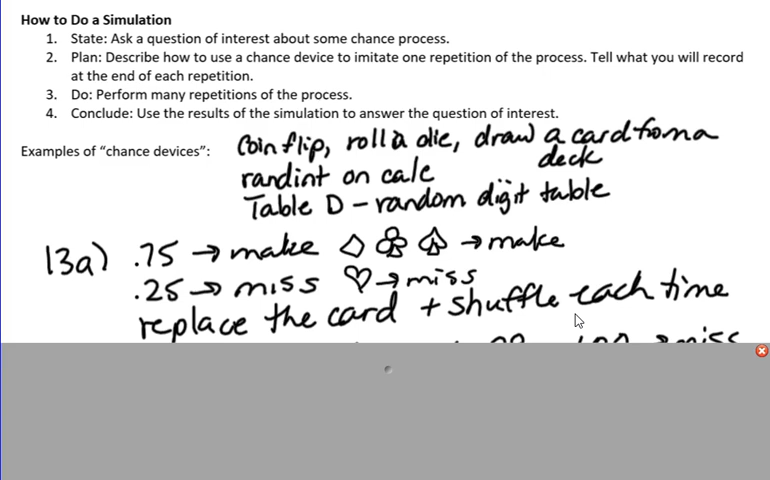 How to Do a Simulation
1. State: Ask a question of interest about some chance process.
2. Plan: Describe how to use a chance device to imitate one repetition of the process. Tell what you will record
at the end of each repetition.
3. Do: Perform many repetitions of the process.
4. Conclude: Use the results of the simulation to answer the question of interest.
Examples of “chance devices”: Coin flip, roll a die, draw a card from a
deck
randint on calc
Table D - random digit table
13a) .75 → make ♢ ♧ ♤ → make
.25 → miss ♡ → miss
replace the card + shuffle each time
miss